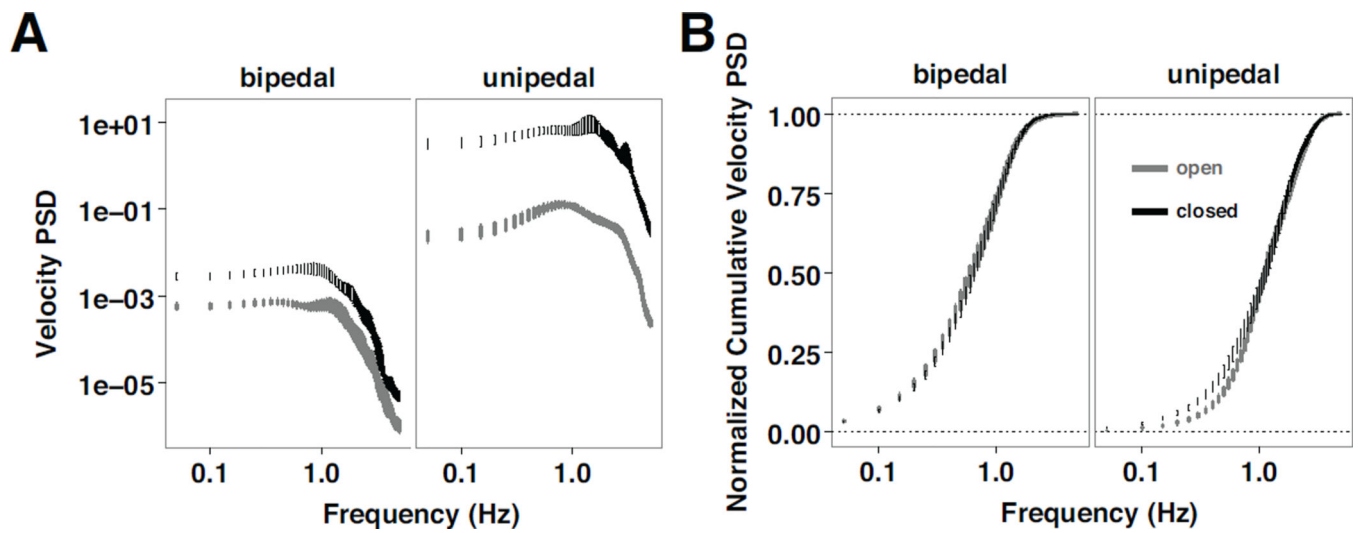 A
bipedal
unipedal
1e+01
1e−01
1e−03
1e−05
Velocity PSD
0.1
1.0
0.1
1.0
Frequency (Hz)
B
bipedal
unipedal
1.00
0.75
0.50
0.25
0.00
Normalized Cumulative Velocity PSD
open
closed
0.1
1.0
0.1
1.0
Frequency (Hz)